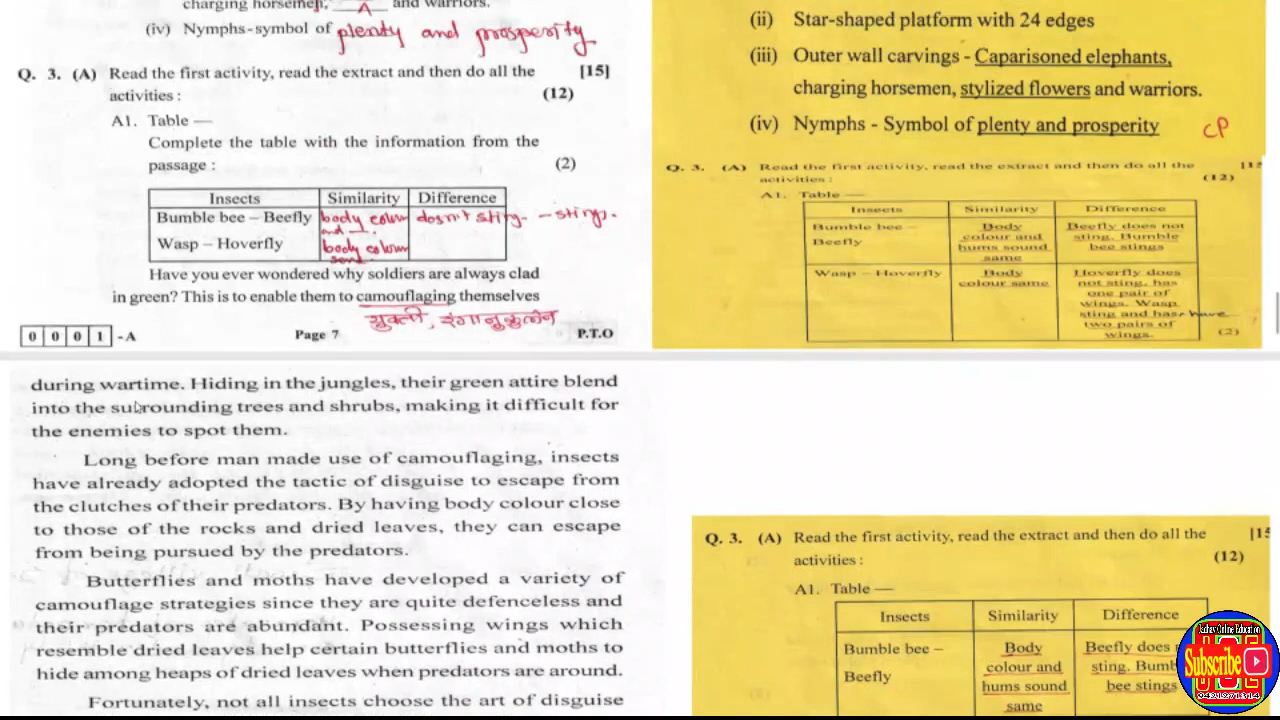 charging horsemen, A and warriors.
(iv) Nymphs-symbol of plenty and prosperity
Q. 3. (A) Read the first activity, read the extract and then do all the [15]
activities : (12)
A1. Table —
Complete the table with the information from the
passage : (2)
Insects Similarity Difference
Bumble bee – Beefly body colour dosn't sting - stings.
and
Wasp – Hoverfly body colour
Have you ever wondered why soldiers are always clad
in green? This is to enable them to camouflaging themselves
युक्ती, रंगानुकुलन
0 0 0 1 - A Page 7 P.T.O
during wartime. Hiding in the jungles, their green attire blend
into the surrounding trees and shrubs, making it difficult for
the enemies to spot them.
Long before man made use of camouflaging, insects
have already adopted the tactic of disguise to escape from
the clutches of their predators. By having body colour close
to those of the rocks and dried leaves, they can escape
from being pursued by the predators.
Butterflies and moths have developed a variety of
camouflage strategies since they are quite defenceless and
their predators are abundant. Possessing wings which
resemble dried leaves help certain butterflies and moths to
hide among heaps of dried leaves when predators are around.
Fortunately, not all insects choose the art of disguise
(ii) Star-shaped platform with 24 edges
(iii) Outer wall carvings - Caparisoned elephants,
charging horsemen, stylized flowers and warriors.
(iv) Nymphs - Symbol of plenty and prosperity CP
Q. 3. (A) Read the first activity, read the extract and then do all the [15
activities : (12)
A1. Table —
Insects Similarity Difference
Bumble bee – Body Beefly does not
Beefly colour and sting. Bumble
hums sound bee stings
same
Wasp – Hoverfly Body Hoverfly does
colour same not sting, has
one pair of
wings. Wasp
sting and has have
two pairs of
wings. (2)
Q. 3. (A) Read the first activity, read the extract and then do all the [15
activities : (12)
A1. Table —
Insects Similarity Difference
Bumble bee – Body Beefly does
Beefly colour and sting. Bumb
hums sound bee stings
same
Jadhav Online Education
Subscribe